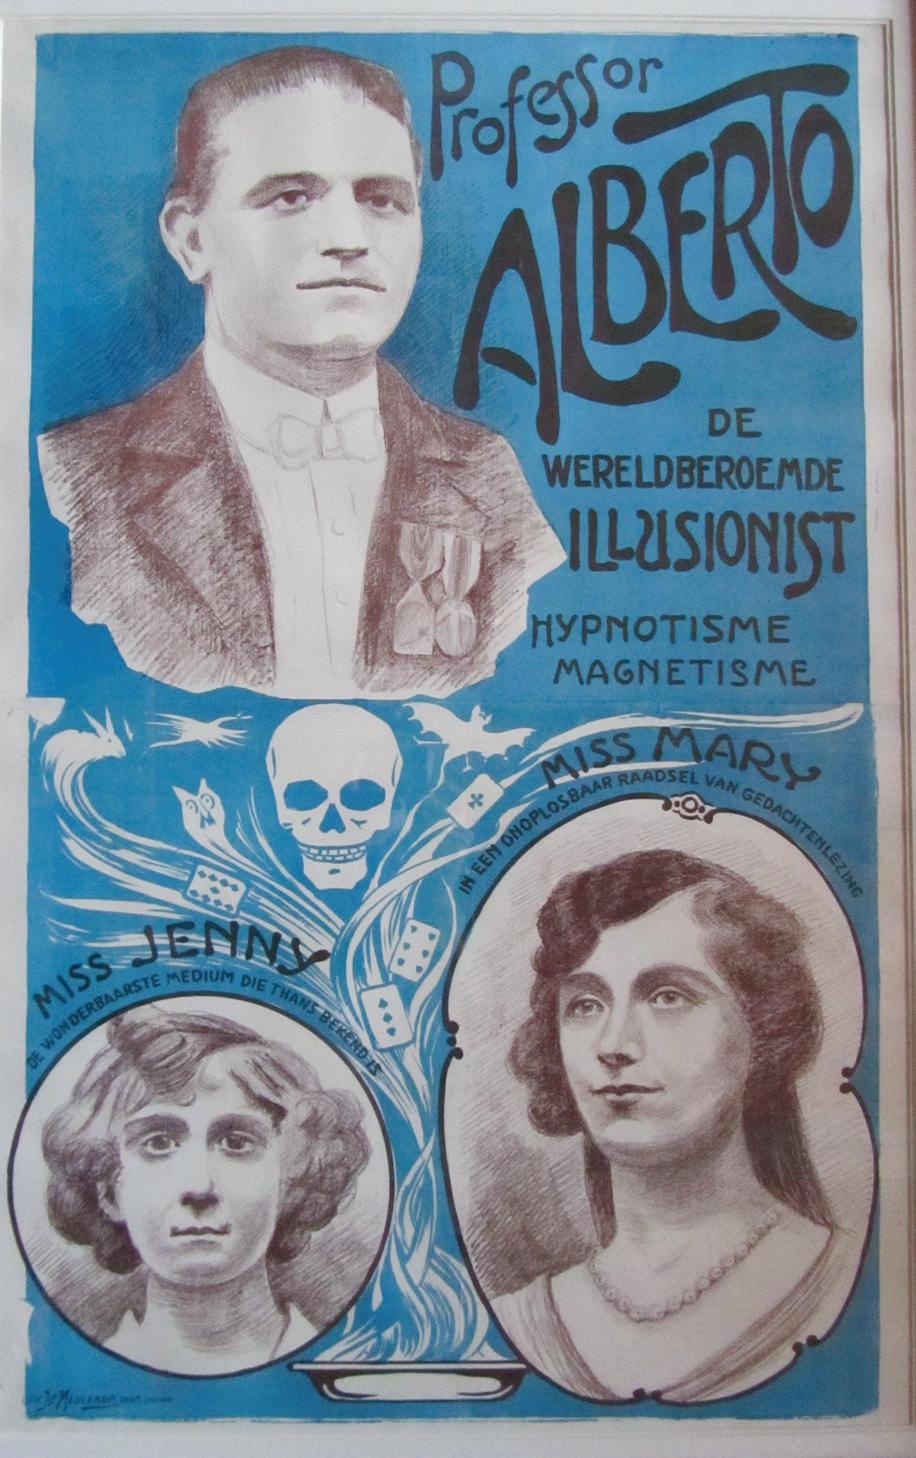 Professor
ALBERTO
DE
WERELDBEROEMDE
ILLUSIONIST
HYPNOTISME
MAGNETISME
MISS MARY
IN EEN ONOPLOSBAAR RAADSEL VAN GEDACHTENLEZING
MISS JENNY
DE WONDERBAARSTE MEDIUM DIE THANS BEKEND IS